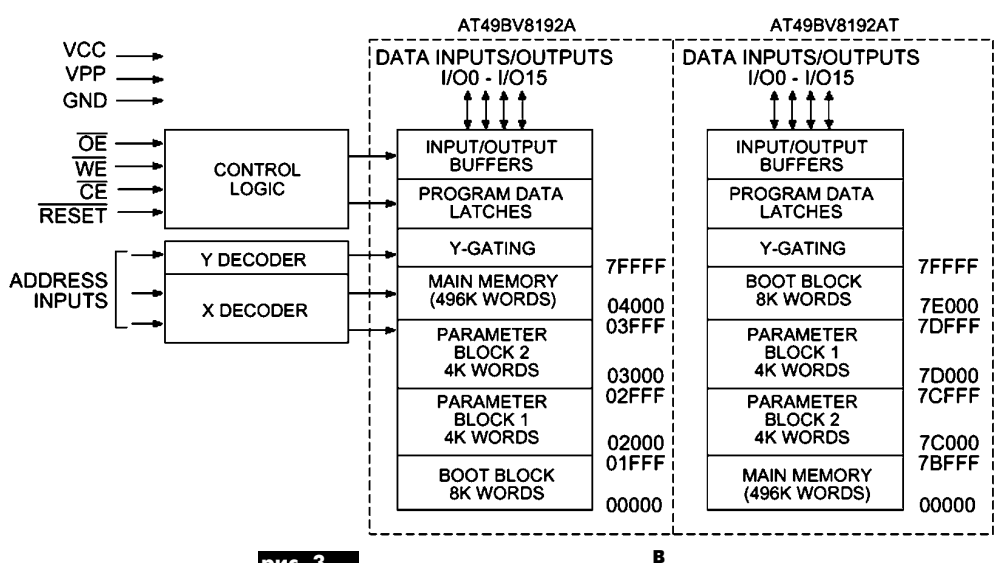 AT49BV8192A
AT49BV8192AT
VCC
VPP
GND
OE
WE
CE
RESET
ADDRESS
INPUTS
CONTROL
LOGIC
Y DECODER
X DECODER
DATA INPUTS/OUTPUTS
I/O0 - I/O15
INPUT/OUTPUT
BUFFERS
PROGRAM DATA
LATCHES
Y-GATING
7FFFF
MAIN MEMORY
(496K WORDS)
04000
03FFF
PARAMETER
BLOCK 2
4K WORDS
03000
02FFF
PARAMETER
BLOCK 1
4K WORDS
02000
01FFF
BOOT BLOCK
8K WORDS
00000
DATA INPUTS/OUTPUTS
I/O0 - I/O15
INPUT/OUTPUT
BUFFERS
PROGRAM DATA
LATCHES
Y-GATING
7FFFF
BOOT BLOCK
8K WORDS
7E000
7DFFF
PARAMETER
BLOCK 1
4K WORDS
7D000
7CFFF
PARAMETER
BLOCK 2
4K WORDS
7C000
7BFFF
MAIN MEMORY
(496K WORDS)
00000
рис. 3
В